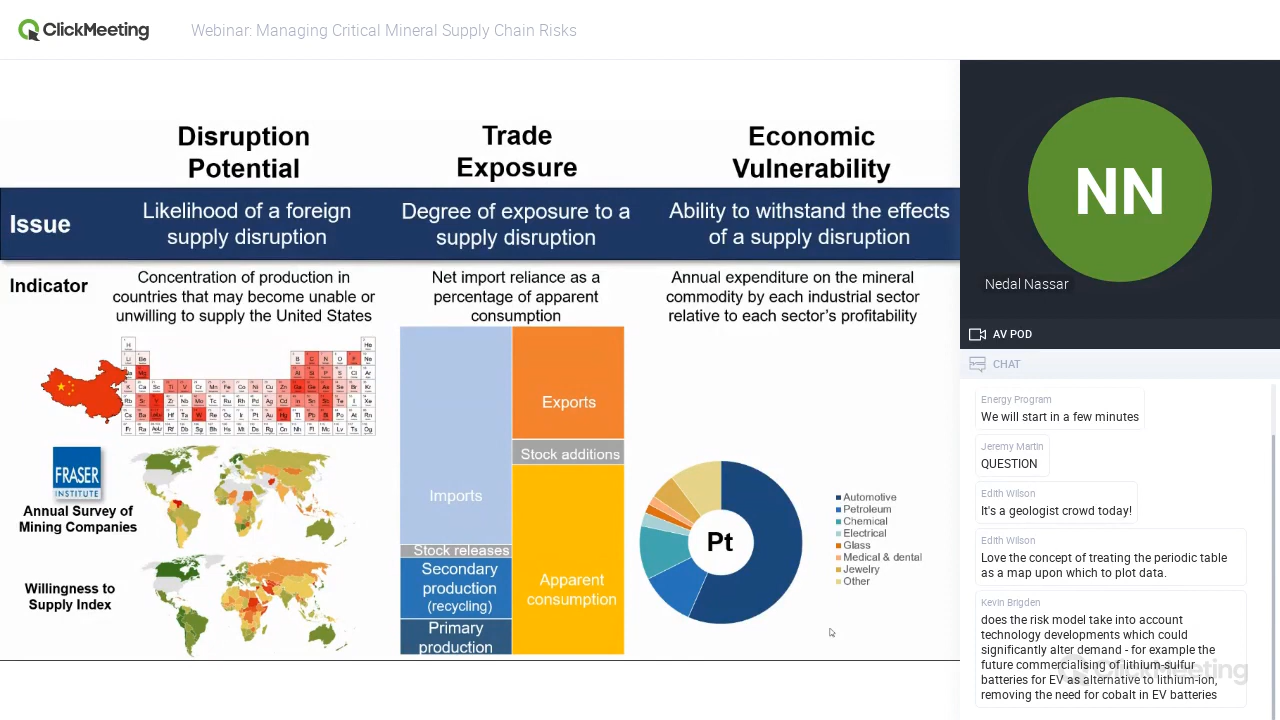 ClickMeeting
Webinar: Managing Critical Mineral Supply Chain Risks
Disruption
Potential
Trade
Exposure
Economic
Vulnerability
Issue
Likelihood of a foreign
supply disruption
Degree of exposure to a
supply disruption
Ability to withstand the effects
of a supply disruption
Indicator
Concentration of production in
countries that may become unable or
unwilling to supply the United States
Net import reliance as a
percentage of apparent
consumption
Annual expenditure on the mineral
commodity by each industrial sector
relative to each sector's profitability
FRASER
INSTITUTE
Annual Survey of
Mining Companies
Willingness to
Supply Index
Imports
Stock releases
Secondary
production
(recycling)
Primary
production
Exports
Stock additions
Apparent
consumption
Pt
Automotive
Petroleum
Chemical
Electrical
Glass
Medical & dental
Jewelry
Other
NN
Nedal Nassar
AV POD
CHAT
Energy Program
We will start in a few minutes
Jeremy Martin
QUESTION
Edith Wilson
It's a geologist crowd today!
Edith Wilson
Love the concept of treating the periodic table
as a map upon which to plot data.
Kevin Brigden
does the risk model take into account
technology developments which could
significantly alter demand - for example the
future commercialising of lithium-sulfur
batteries for EV as alternative to lithium-ion,
removing the need for cobalt in EV batteries
ClickMeeting